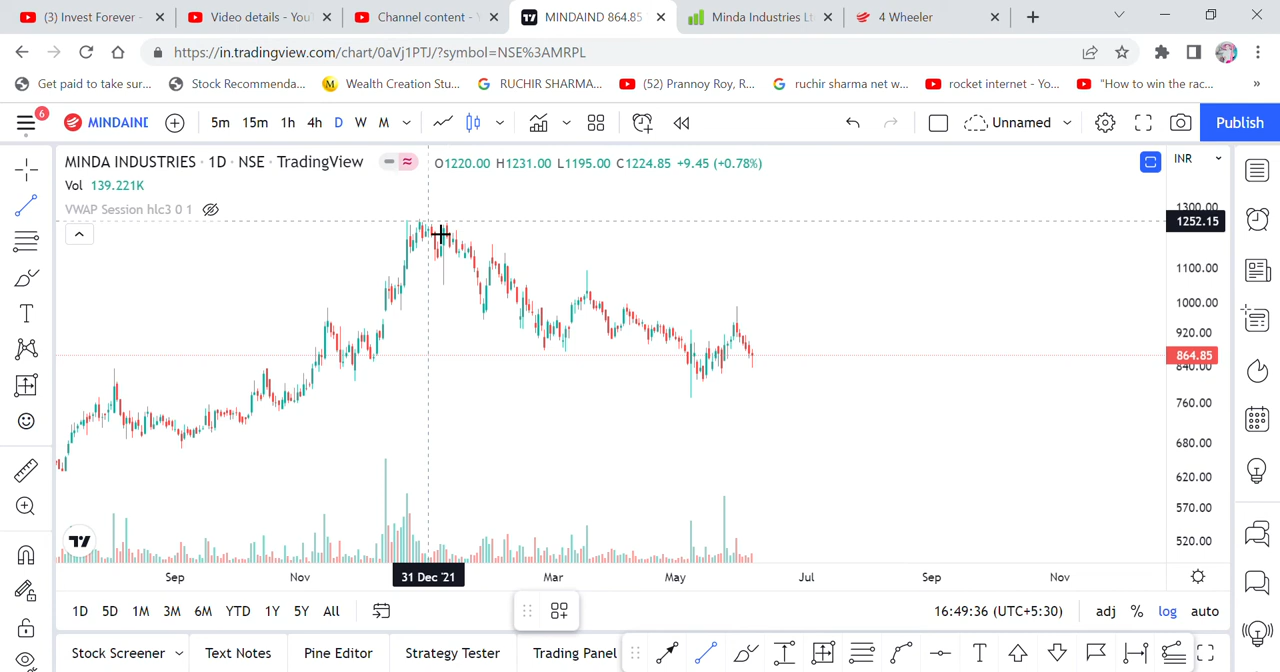 (3) Invest Forever -
Video details - You
Channel content -
MINDAIND 864.85
Minda Industries Lt
4 Wheeler
https://in.tradingview.com/chart/0aVj1PTJ/?symbol=NSE%3AMRPL
Get paid to take sur...
Stock Recommenda...
Wealth Creation Stu...
RUCHIR SHARMA...
(52) Prannoy Roy, R...
ruchir sharma net w...
rocket internet - Yo...
"How to win the rac...
»
6
MINDAIND
5m 15m 1h 4h D W M
Unnamed
Publish
MINDA INDUSTRIES · 1D · NSE · TradingView
O1220.00 H1231.00 L1195.00 C1224.85 +9.45 (+0.78%)
INR
Vol 139.221K
VWAP Session hlc3 0 1
1300.00
1252.15
1100.00
1000.00
920.00
864.85
840.00
760.00
680.00
620.00
570.00
520.00
Sep Nov 31 Dec '21 Mar May Jul Sep Nov
1D 5D 1M 3M 6M YTD 1Y 5Y All
16:49:36 (UTC+5:30)
adj % log auto
Stock Screener Text Notes Pine Editor Strategy Tester Trading Panel